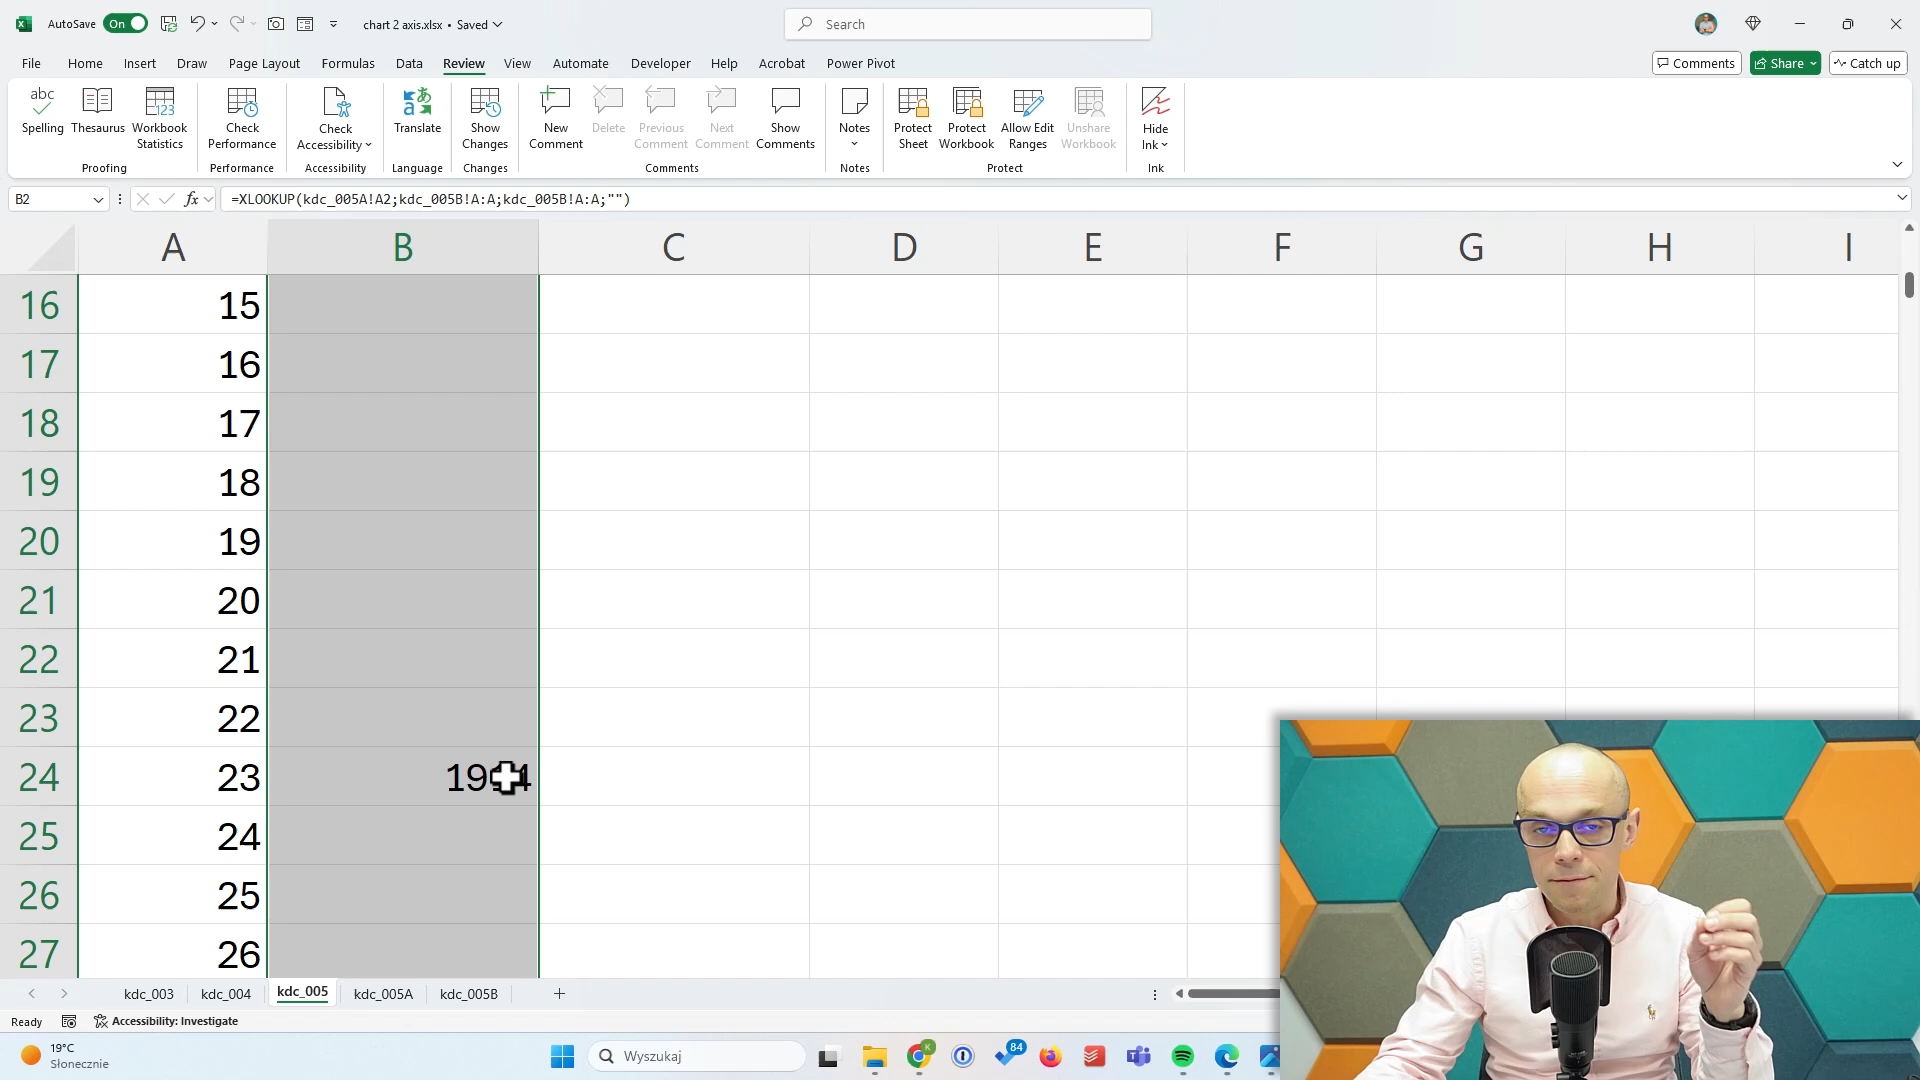 AutoSave On chart 2 axis.xlsx • Saved Search
File Home Insert Draw Page Layout Formulas Data Review View Automate Developer Help Acrobat Power Pivot Comments Share Catch up
abc
Spelling Thesaurus Workbook Statistics
Check Performance
Check Accessibility
Translate
Show Changes
New Comment Delete Previous Comment Next Comment Show Comments
Notes
Protect Sheet Protect Workbook Allow Edit Ranges Unshare Workbook
Hide Ink
Proofing Performance Accessibility Language Changes Comments Notes Protect Ink
B2 fx =XLOOKUP(kdc_005A!A2;kdc_005B!A:A;kdc_005B!A:A;"")
A B C D E F G H I
16 15
17 16
18 17
19 18
20 19
21 20
22 21
23 22
24 23
25 24
26 25
27 26
kdc_003 kdc_004 kdc_005 kdc_005A kdc_005B
Ready Accessibility: Investigate
19°C
Słonecznie
Wyszukaj
84
K